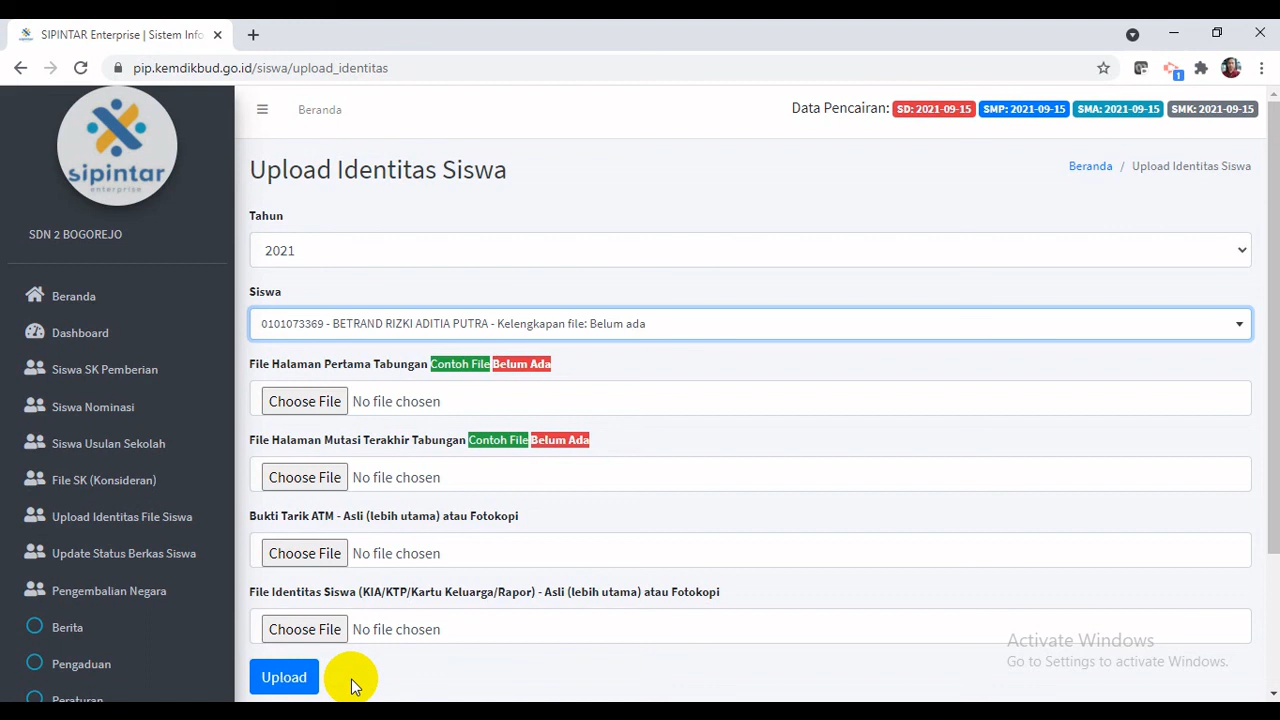 SIPINTAR Enterprise | Sistem Info
pip.kemdikbud.go.id/siswa/upload_identitas
1
sipintar
enterprise
SDN 2 BOGOREJO
Beranda
Dashboard
Siswa SK Pemberian
Siswa Nominasi
Siswa Usulan Sekolah
File SK (Konsideran)
Upload Identitas File Siswa
Update Status Berkas Siswa
Pengembalian Negara
Berita
Pengaduan
Peraturan
Beranda
Data Pencairan: SD: 2021-09-15 SMP: 2021-09-15 SMA: 2021-09-15 SMK: 2021-09-15
Upload Identitas Siswa
Beranda / Upload Identitas Siswa
Tahun
2021
Siswa
0101073369 - BETRAND RIZKI ADITIA PUTRA - Kelengkapan file: Belum ada
File Halaman Pertama Tabungan Contoh File Belum Ada
Choose File No file chosen
File Halaman Mutasi Terakhir Tabungan Contoh File Belum Ada
Choose File No file chosen
Bukti Tarik ATM - Asli (lebih utama) atau Fotokopi
Choose File No file chosen
File Identitas Siswa (KIA/KTP/Kartu Keluarga/Rapor) - Asli (lebih utama) atau Fotokopi
Choose File No file chosen
Upload
Activate Windows
Go to Settings to activate Windows.